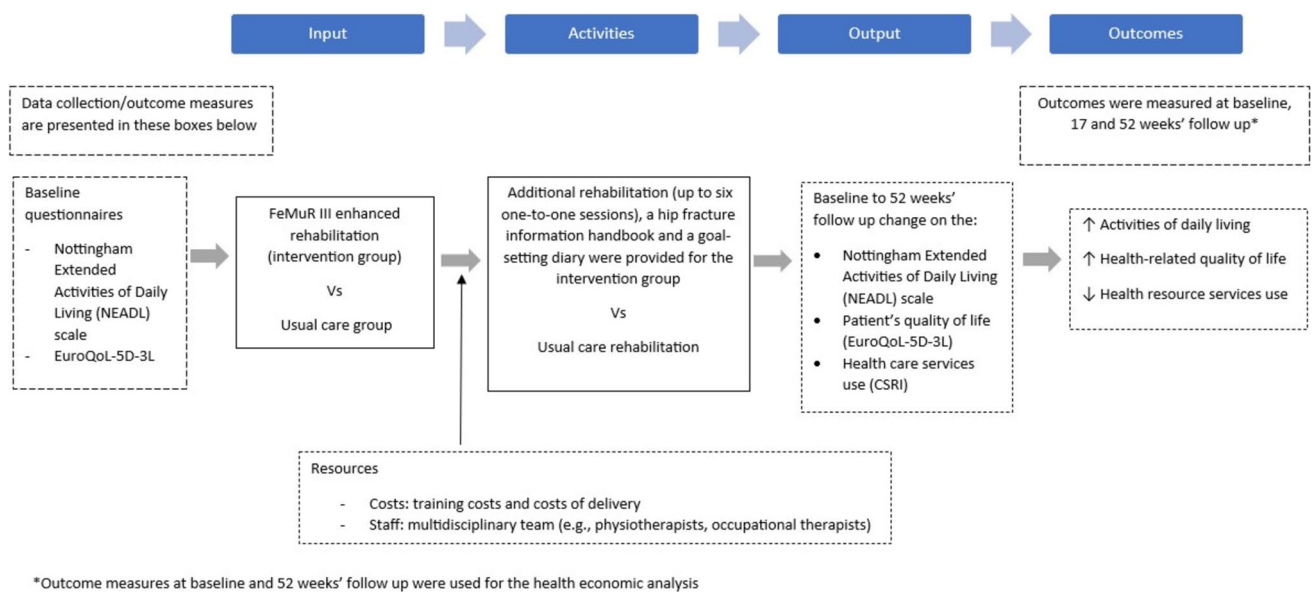 Input
Activities
Output
Outcomes
Data collection/outcome measures
are presented in these boxes below
Outcomes were measured at baseline,
17 and 52 weeks' follow up*
Baseline
questionnaires
- Nottingham
Extended
Activities of Daily
Living (NEADL)
scale
- EuroQoL-5D-3L
FeMuR III enhanced
rehabilitation
(intervention group)
Vs
Usual care group
Additional rehabilitation (up to six
one-to-one sessions), a hip fracture
information handbook and a goal-
setting diary were provided for the
intervention group
Vs
Usual care rehabilitation
Baseline to 52 weeks'
follow up change on the:
• Nottingham Extended
Activities of Daily Living
(NEADL) scale
• Patient's quality of life
(EuroQoL-5D-3L)
• Health care services
use (CSRI)
↑ Activities of daily living
↑ Health-related quality of life
↓ Health resource services use
Resources
- Costs: training costs and costs of delivery
- Staff: multidisciplinary team (e.g., physiotherapists, occupational therapists)
*Outcome measures at baseline and 52 weeks' follow up were used for the health economic analysis